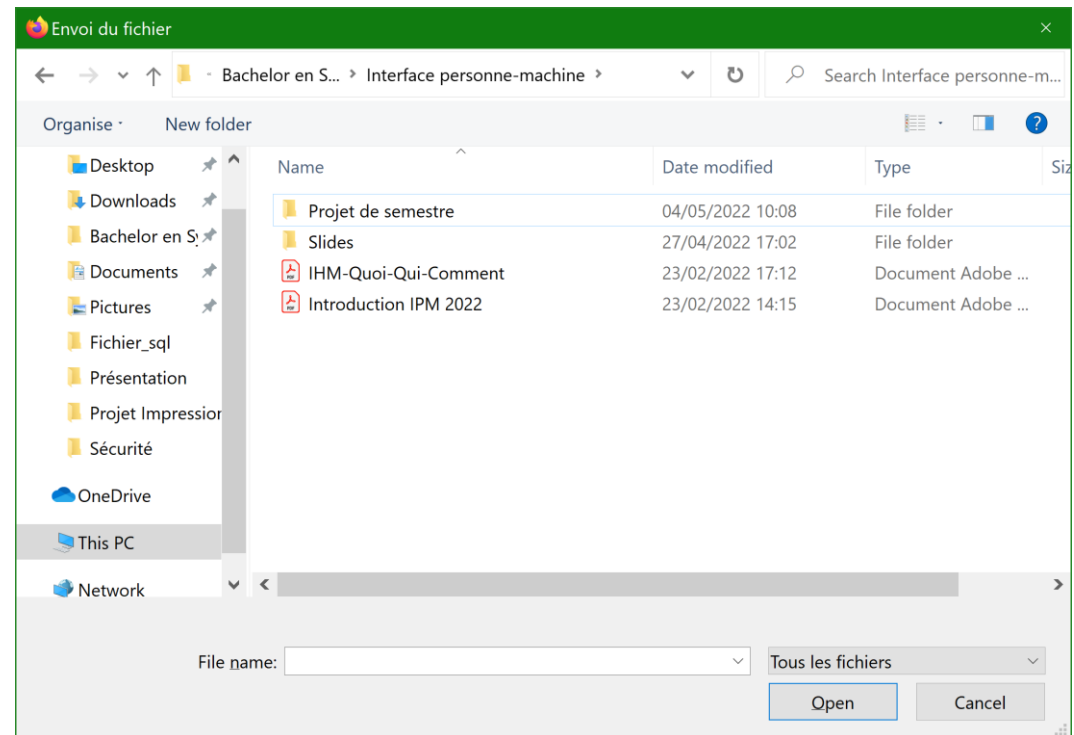 Envoi du fichier
Bachelor en S... > Interface personne-machine > Search Interface personne-m...
Organise New folder
Desktop
Downloads
Bachelor en Sy
Documents
Pictures
Fichier_sql
Présentation
Projet Impression
Sécurité
OneDrive
This PC
Network
Name Date modified Type Siz
Projet de semestre 04/05/2022 10:08 File folder
Slides 27/04/2022 17:02 File folder
IHM-Quoi-Qui-Comment 23/02/2022 17:12 Document Adobe ...
Introduction IPM 2022 23/02/2022 14:15 Document Adobe ...
File name: Tous les fichiers
Open Cancel